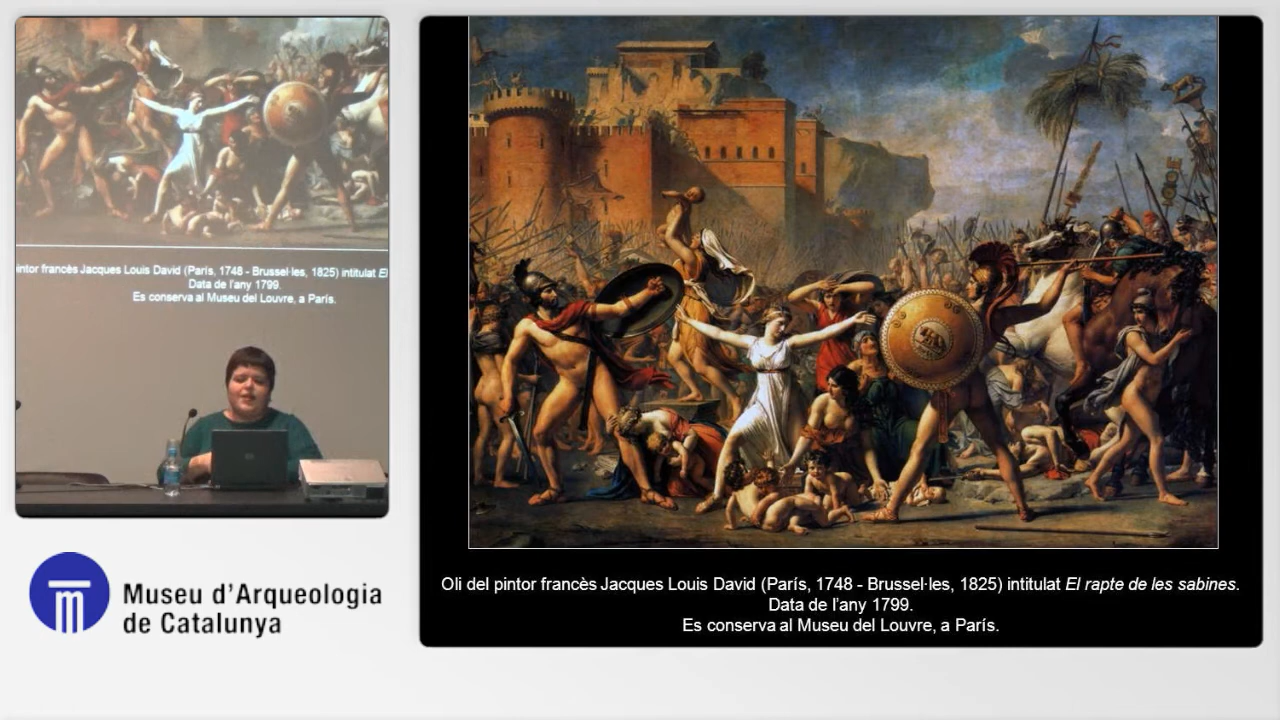 intor francès Jacques Louis David (París, 1748 - Brussel·les, 1825) intitulat El
Data de l'any 1799.
Es conserva al Museu del Louvre, a París.
Museu d'Arqueologia
de Catalunya
Oli del pintor francès Jacques Louis David (París, 1748 - Brussel·les, 1825) intitulat El rapte de les sabines.
Data de l'any 1799.
Es conserva al Museu del Louvre, a París.